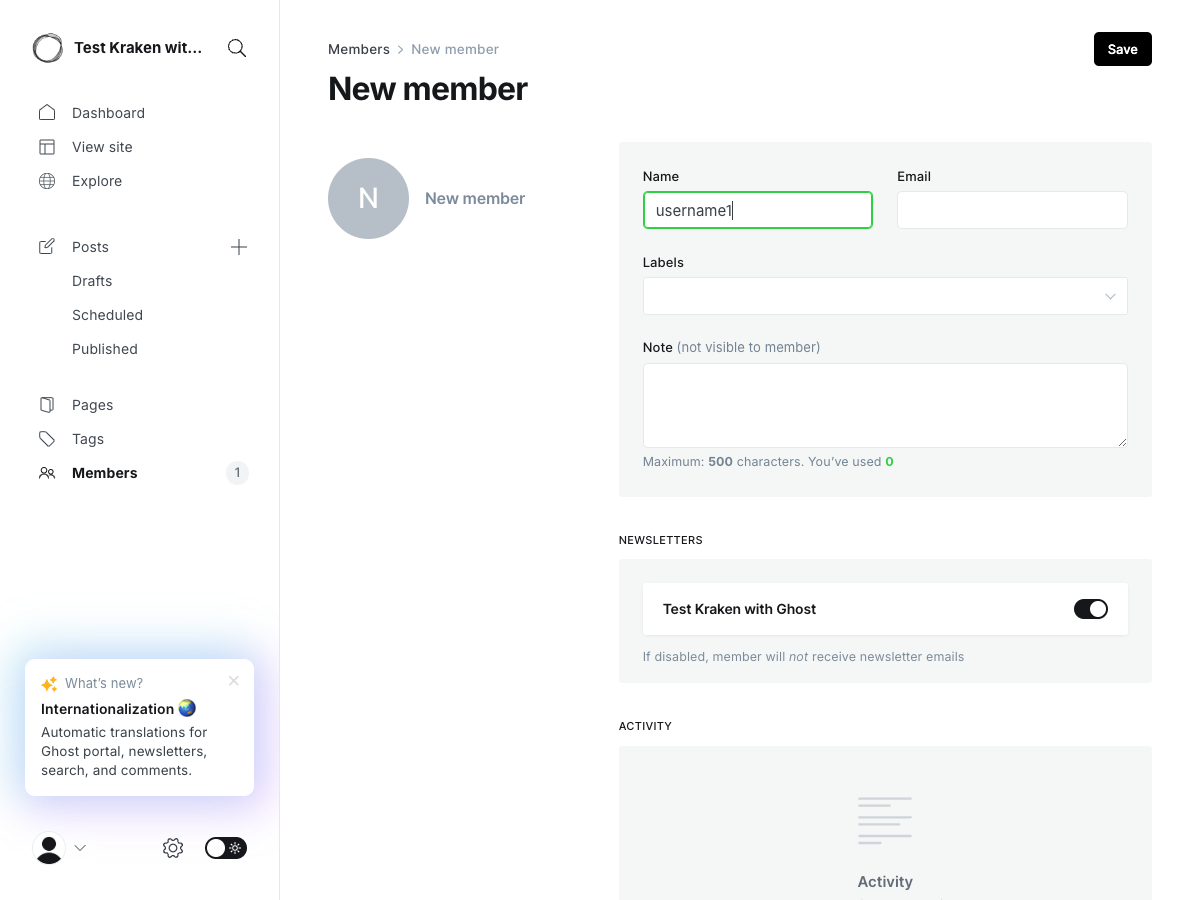 Test Kraken wit...
Dashboard
View site
Explore
Posts
Drafts
Scheduled
Published
Pages
Tags
Members
1
What's new?
Internationalization 🌏
Automatic translations for
Ghost portal, newsletters,
search, and comments.
Members > New member
Save
New member
N
New member
Name
Email
username1
Labels
Note (not visible to member)
Maximum: 500 characters. You've used 0
NEWSLETTERS
Test Kraken with Ghost
If disabled, member will not receive newsletter emails
ACTIVITY
Activity